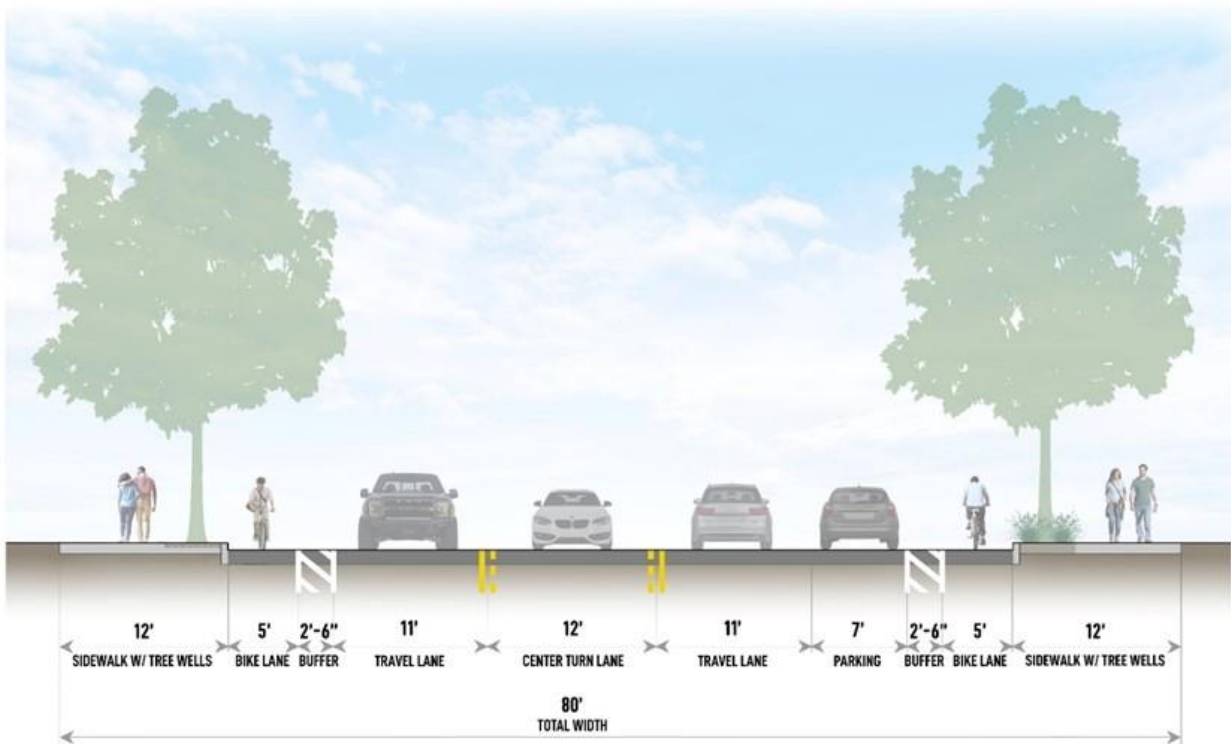 12' 5' 2'-6" 11' 12' 11' 7' 2'-6" 5' 12'
SIDEWALK W/ TREE WELLS BIKE LANE BUFFER TRAVEL LANE CENTER TURN LANE TRAVEL LANE PARKING BUFFER BIKE LANE SIDEWALK W/ TREE WELLS
80'
TOTAL WIDTH